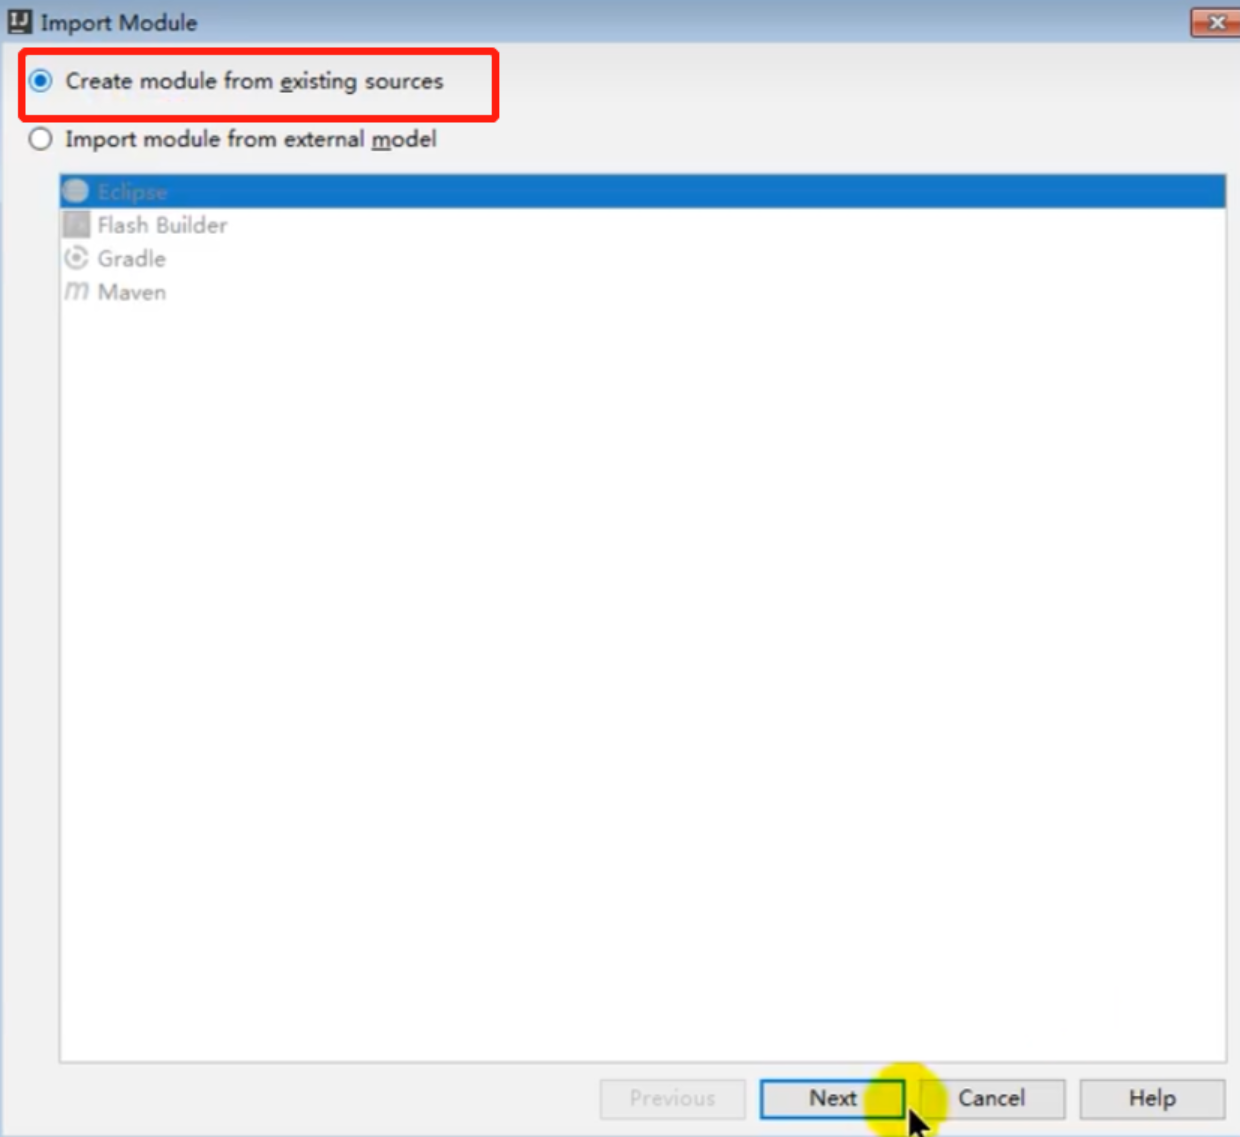 IJ Import Module
Create module from existing sources
Import module from external model
Eclipse
Flash Builder
Gradle
Maven
Previous Next Cancel Help